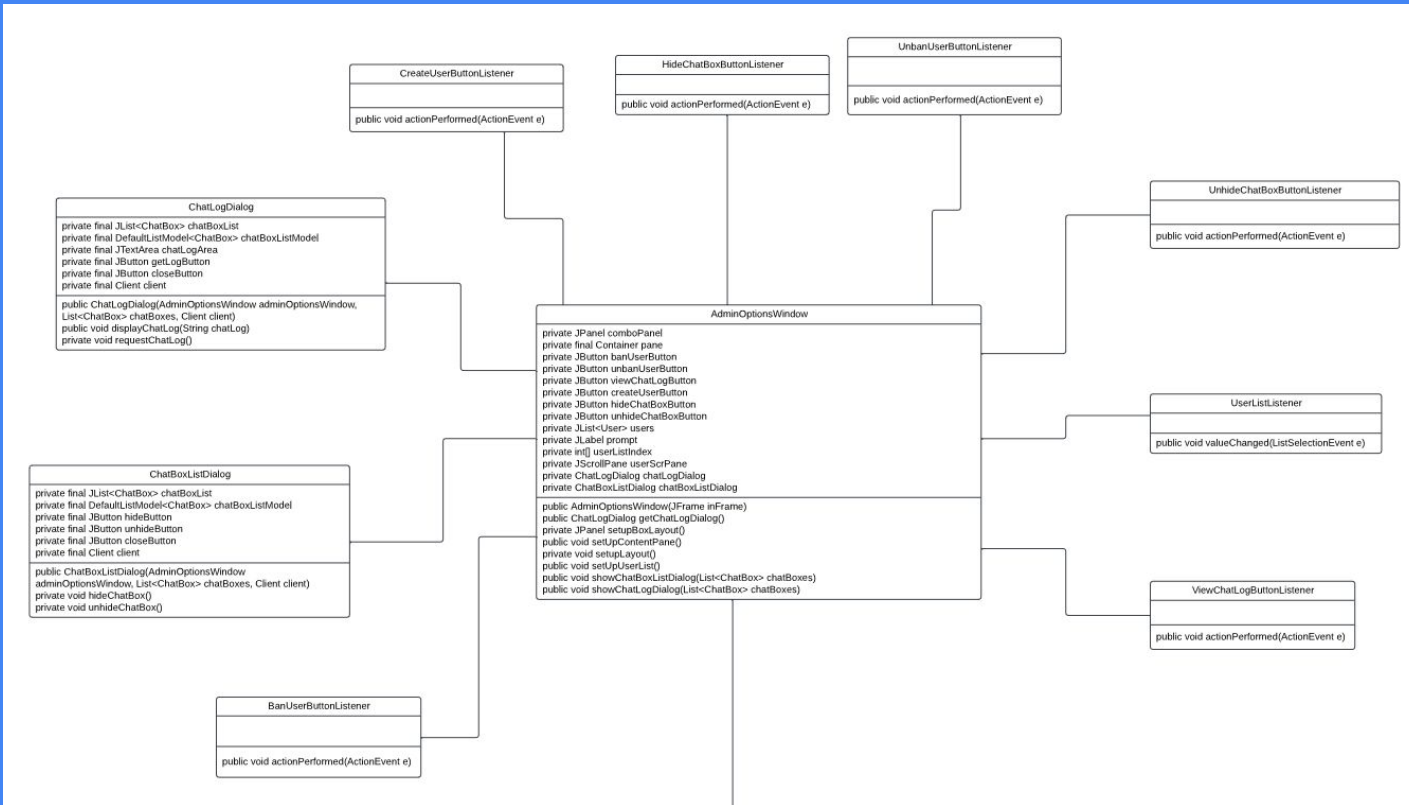 CreateUserButtonListener
public void actionPerformed(ActionEvent e)
HideChatBoxButtonListener
public void actionPerformed(ActionEvent e)
UnbanUserButtonListener
public void actionPerformed(ActionEvent e)
UnhideChatBoxButtonListener
public void actionPerformed(ActionEvent e)
ChatLogDialog
private final JList<ChatBox> chatBoxList
private final DefaultListModel<ChatBox> chatBoxListModel
private final JTextArea chatLogArea
private final JButton getLogButton
private final JButton closeButton
private final Client client
public ChatLogDialog(AdminOptionsWindow adminOptionsWindow,
List<ChatBox> chatBoxes, Client client)
public void displayChatLog(String chatLog)
private void requestChatLog()
AdminOptionsWindow
private JPanel comboPanel
private final Container pane
private JButton banUserButton
private JButton unbanUserButton
private JButton viewChatLogButton
private JButton createUserButton
private JButton hideChatBoxButton
private JButton unhideChatBoxButton
private JList<User> users
private JLabel prompt
private int[] userListIndex
private JScrollPane userScrPane
private ChatLogDialog chatLogDialog
private ChatBoxListDialog chatBoxListDialog
public AdminOptionsWindow(JFrame inFrame)
public ChatLogDialog getChatLogDialog()
private JPanel setupBoxLayout()
public void setUpContentPane()
private void setupLayout()
public void setUpUserList()
public void showChatBoxListDialog(List<ChatBox> chatBoxes)
public void showChatLogDialog(List<ChatBox> chatBoxes)
UserListListener
public void valueChanged(ListSelectionEvent e)
ChatBoxListDialog
private final JList<ChatBox> chatBoxList
private final DefaultListModel<ChatBox> chatBoxListModel
private final JButton hideButton
private final JButton unhideButton
private final JButton closeButton
private final Client client
public ChatBoxListDialog(AdminOptionsWindow
adminOptionsWindow, List<ChatBox> chatBoxes, Client client)
private void hideChatBox()
private void unhideChatBox()
ViewChatLogButtonListener
public void actionPerformed(ActionEvent e)
BanUserButtonListener
public void actionPerformed(ActionEvent e)